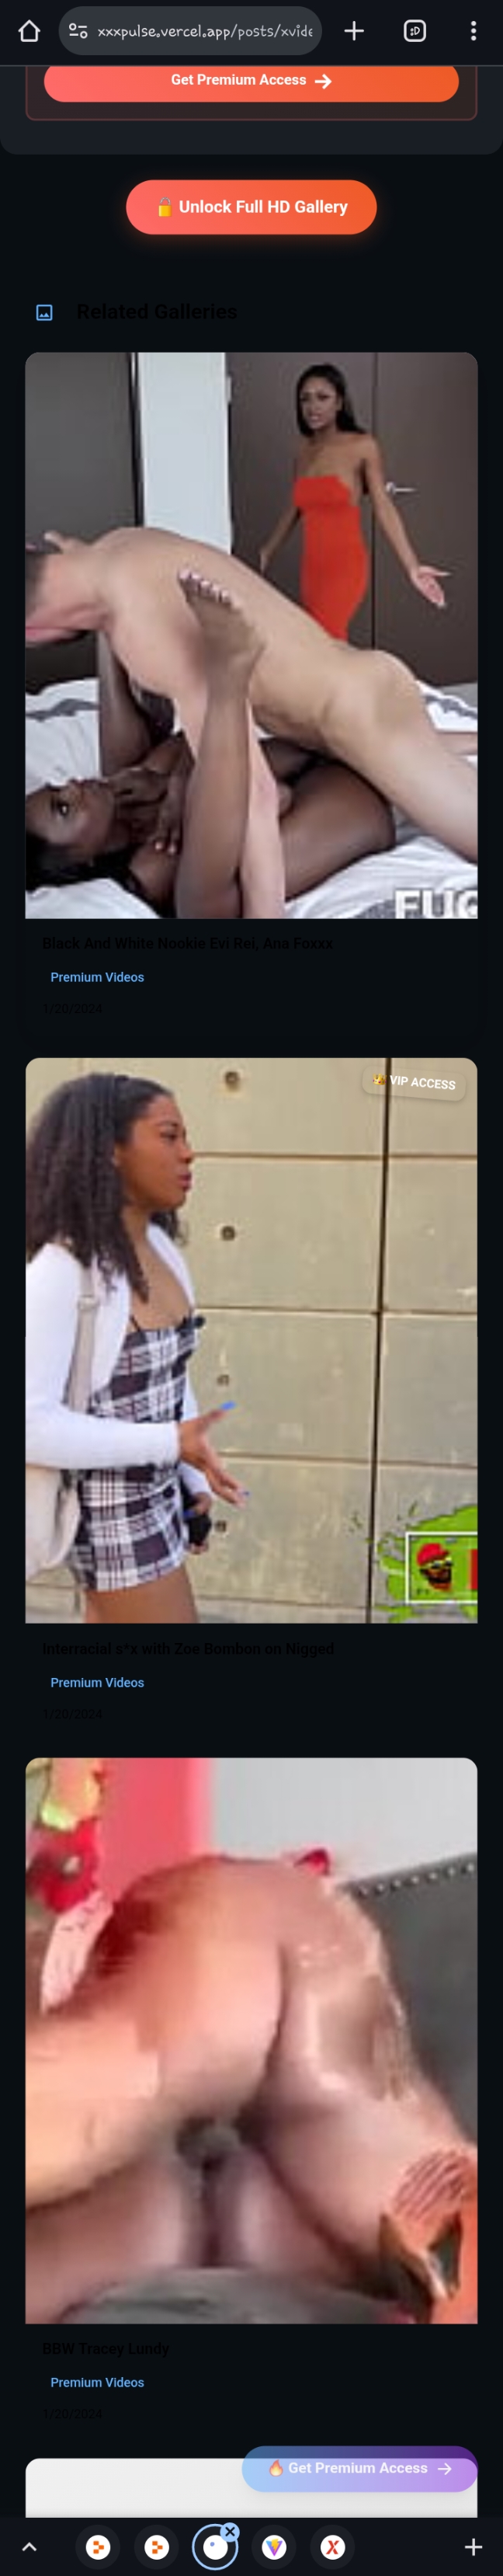 xxxpulse.vercel.app/posts/xvide
:D
Get Premium Access
Unlock Full HD Gallery
Related Galleries
FUC
Black And White Nookie Evi Rei, Ana Foxxx
Premium Videos
1/20/2024
VIP ACCESS
Interracial s*x with Zoe Bombon on Nigged
Premium Videos
1/20/2024
BBW Tracey Lundy
Premium Videos
1/20/2024
Get Premium Access